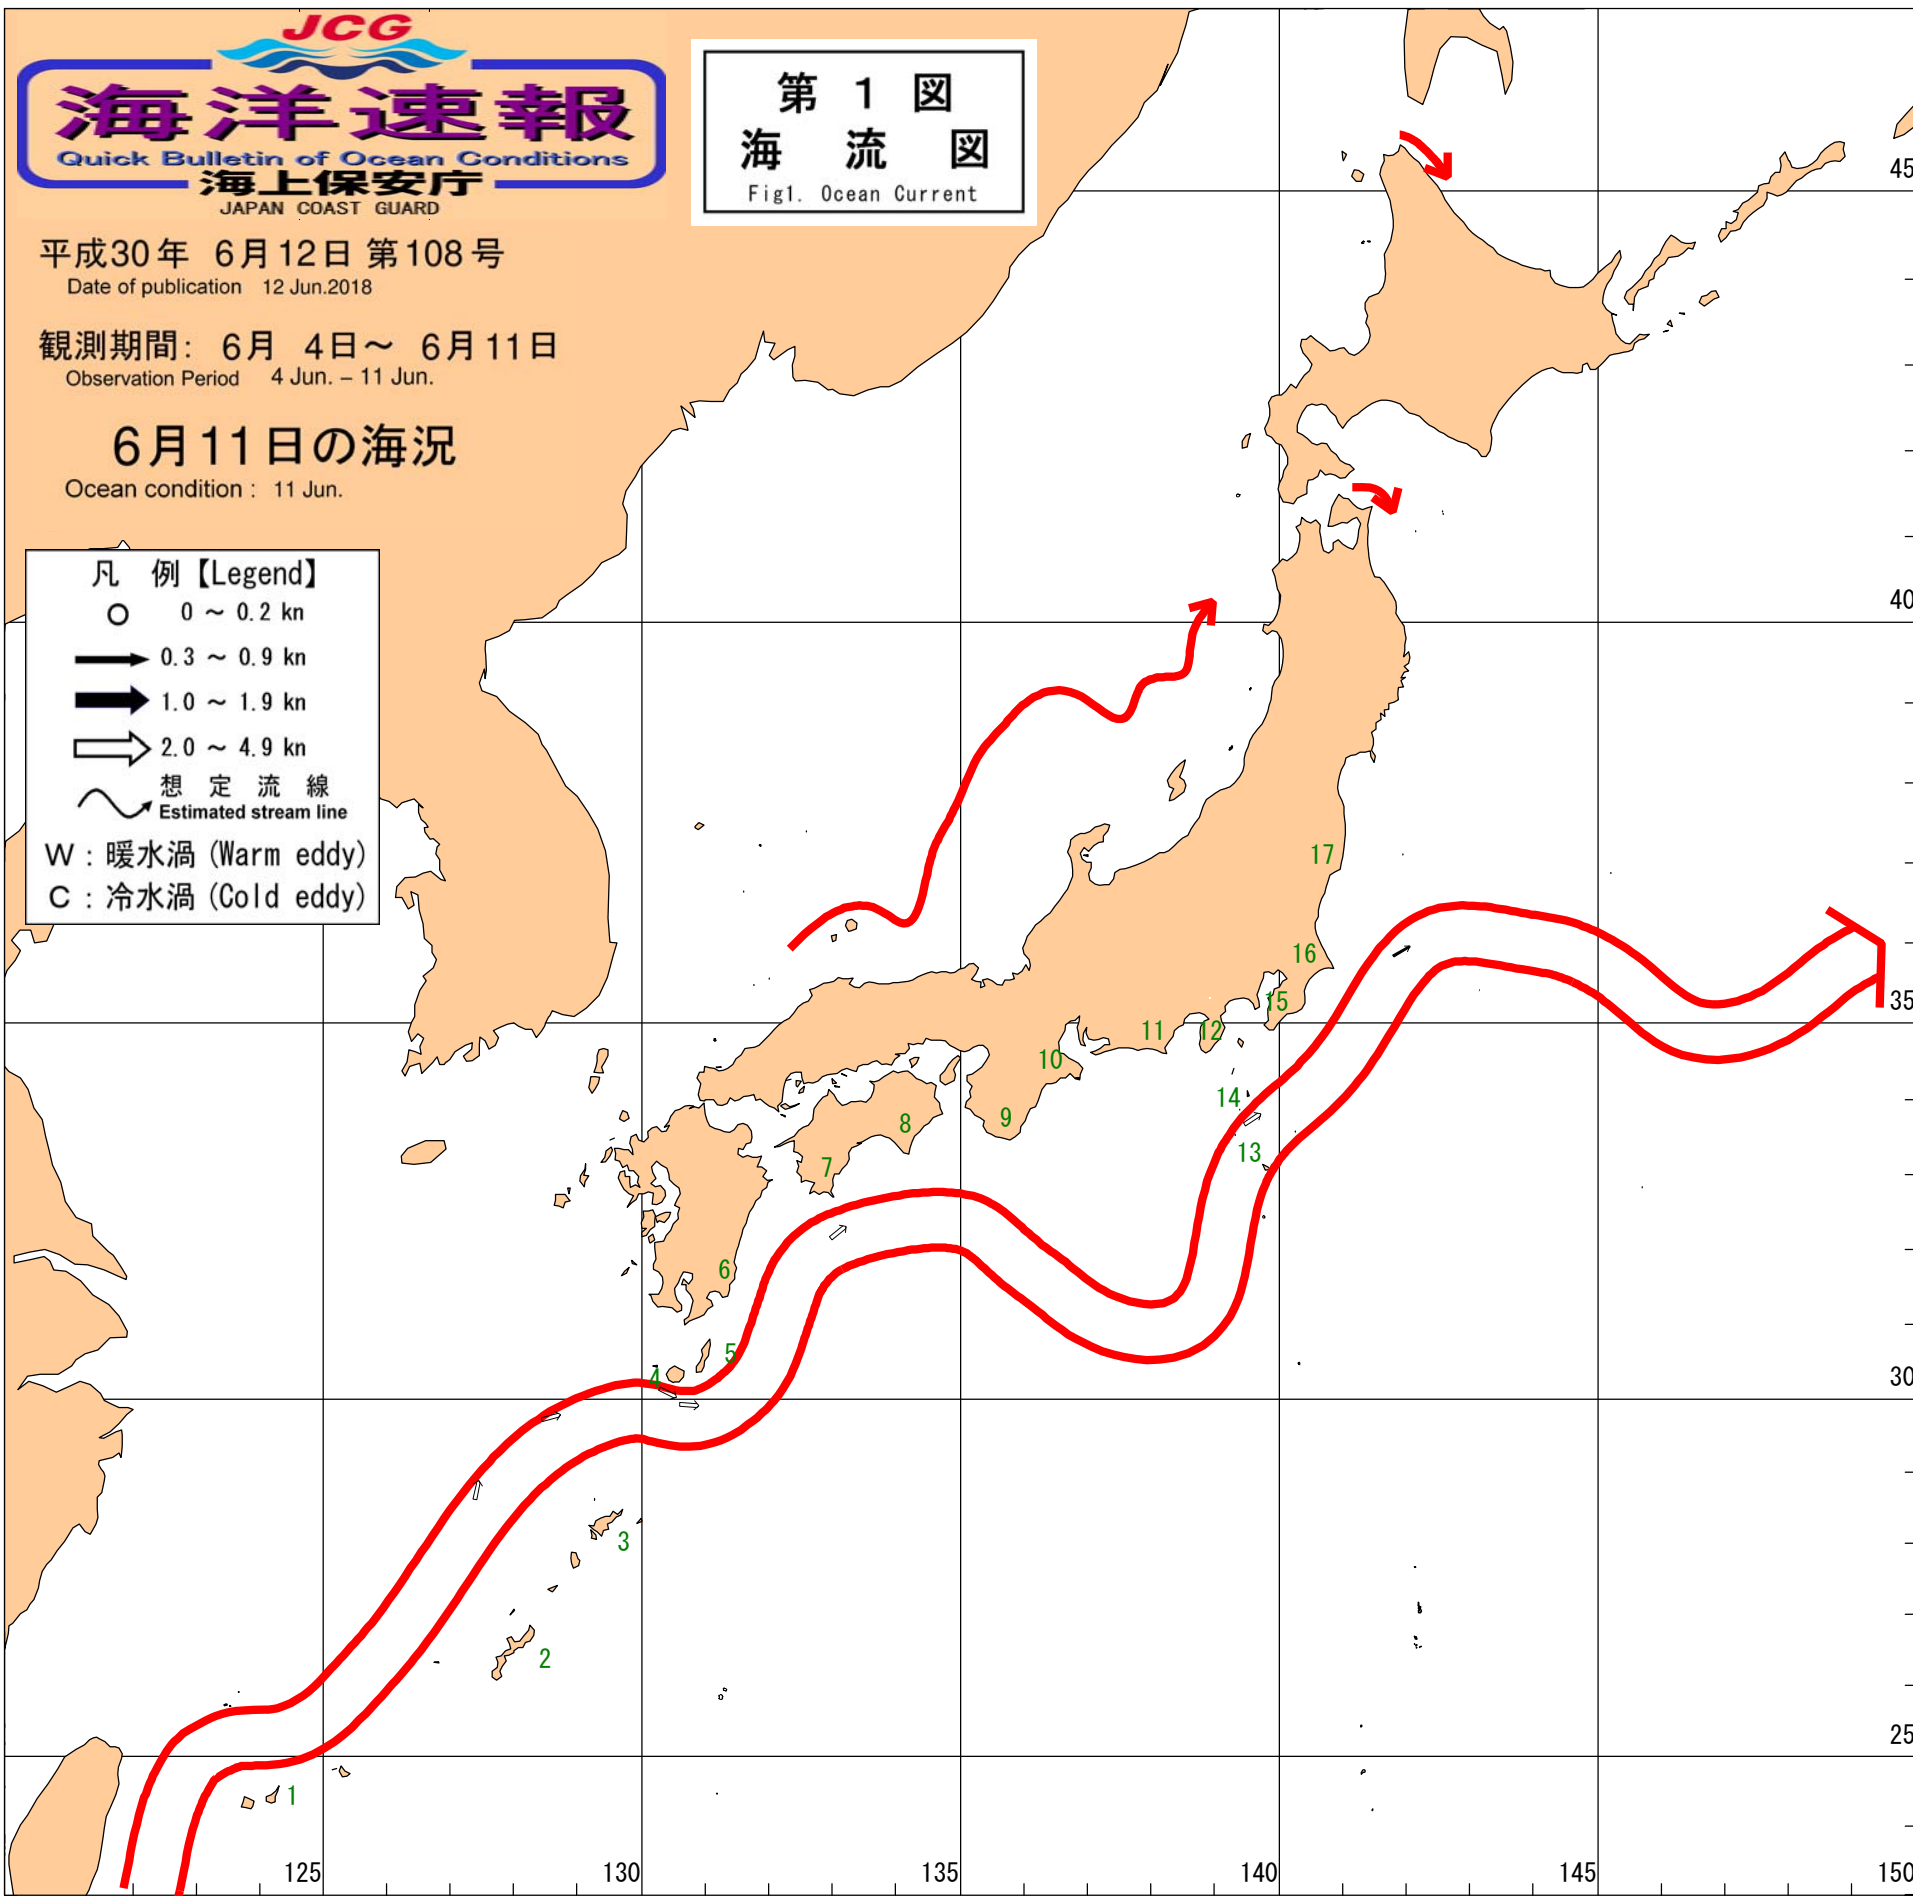 JCG
海洋速報
Quick Bulletin of Ocean Conditions
海上保安庁
JAPAN COAST GUARD
第 1 図
海 流 図
Fig1. Ocean Current
平成30年 6月12日 第108号
Date of publication 12 Jun.2018
観測期間: 6月 4日～ 6月11日
Observation Period 4 Jun. – 11 Jun.
6月11日の海況
Ocean condition : 11 Jun.
凡 例【Legend】
0 ～ 0.2 kn
0.3 ～ 0.9 kn
1.0 ～ 1.9 kn
2.0 ～ 4.9 kn
想 定 流 線
Estimated stream line
W : 暖水渦 (Warm eddy)
C : 冷水渦 (Cold eddy)
45
40
17
16
35
15
12
11
10
14
9
8
13
7
6
5
4
30
3
2
25
1
125
130
135
140
145
150